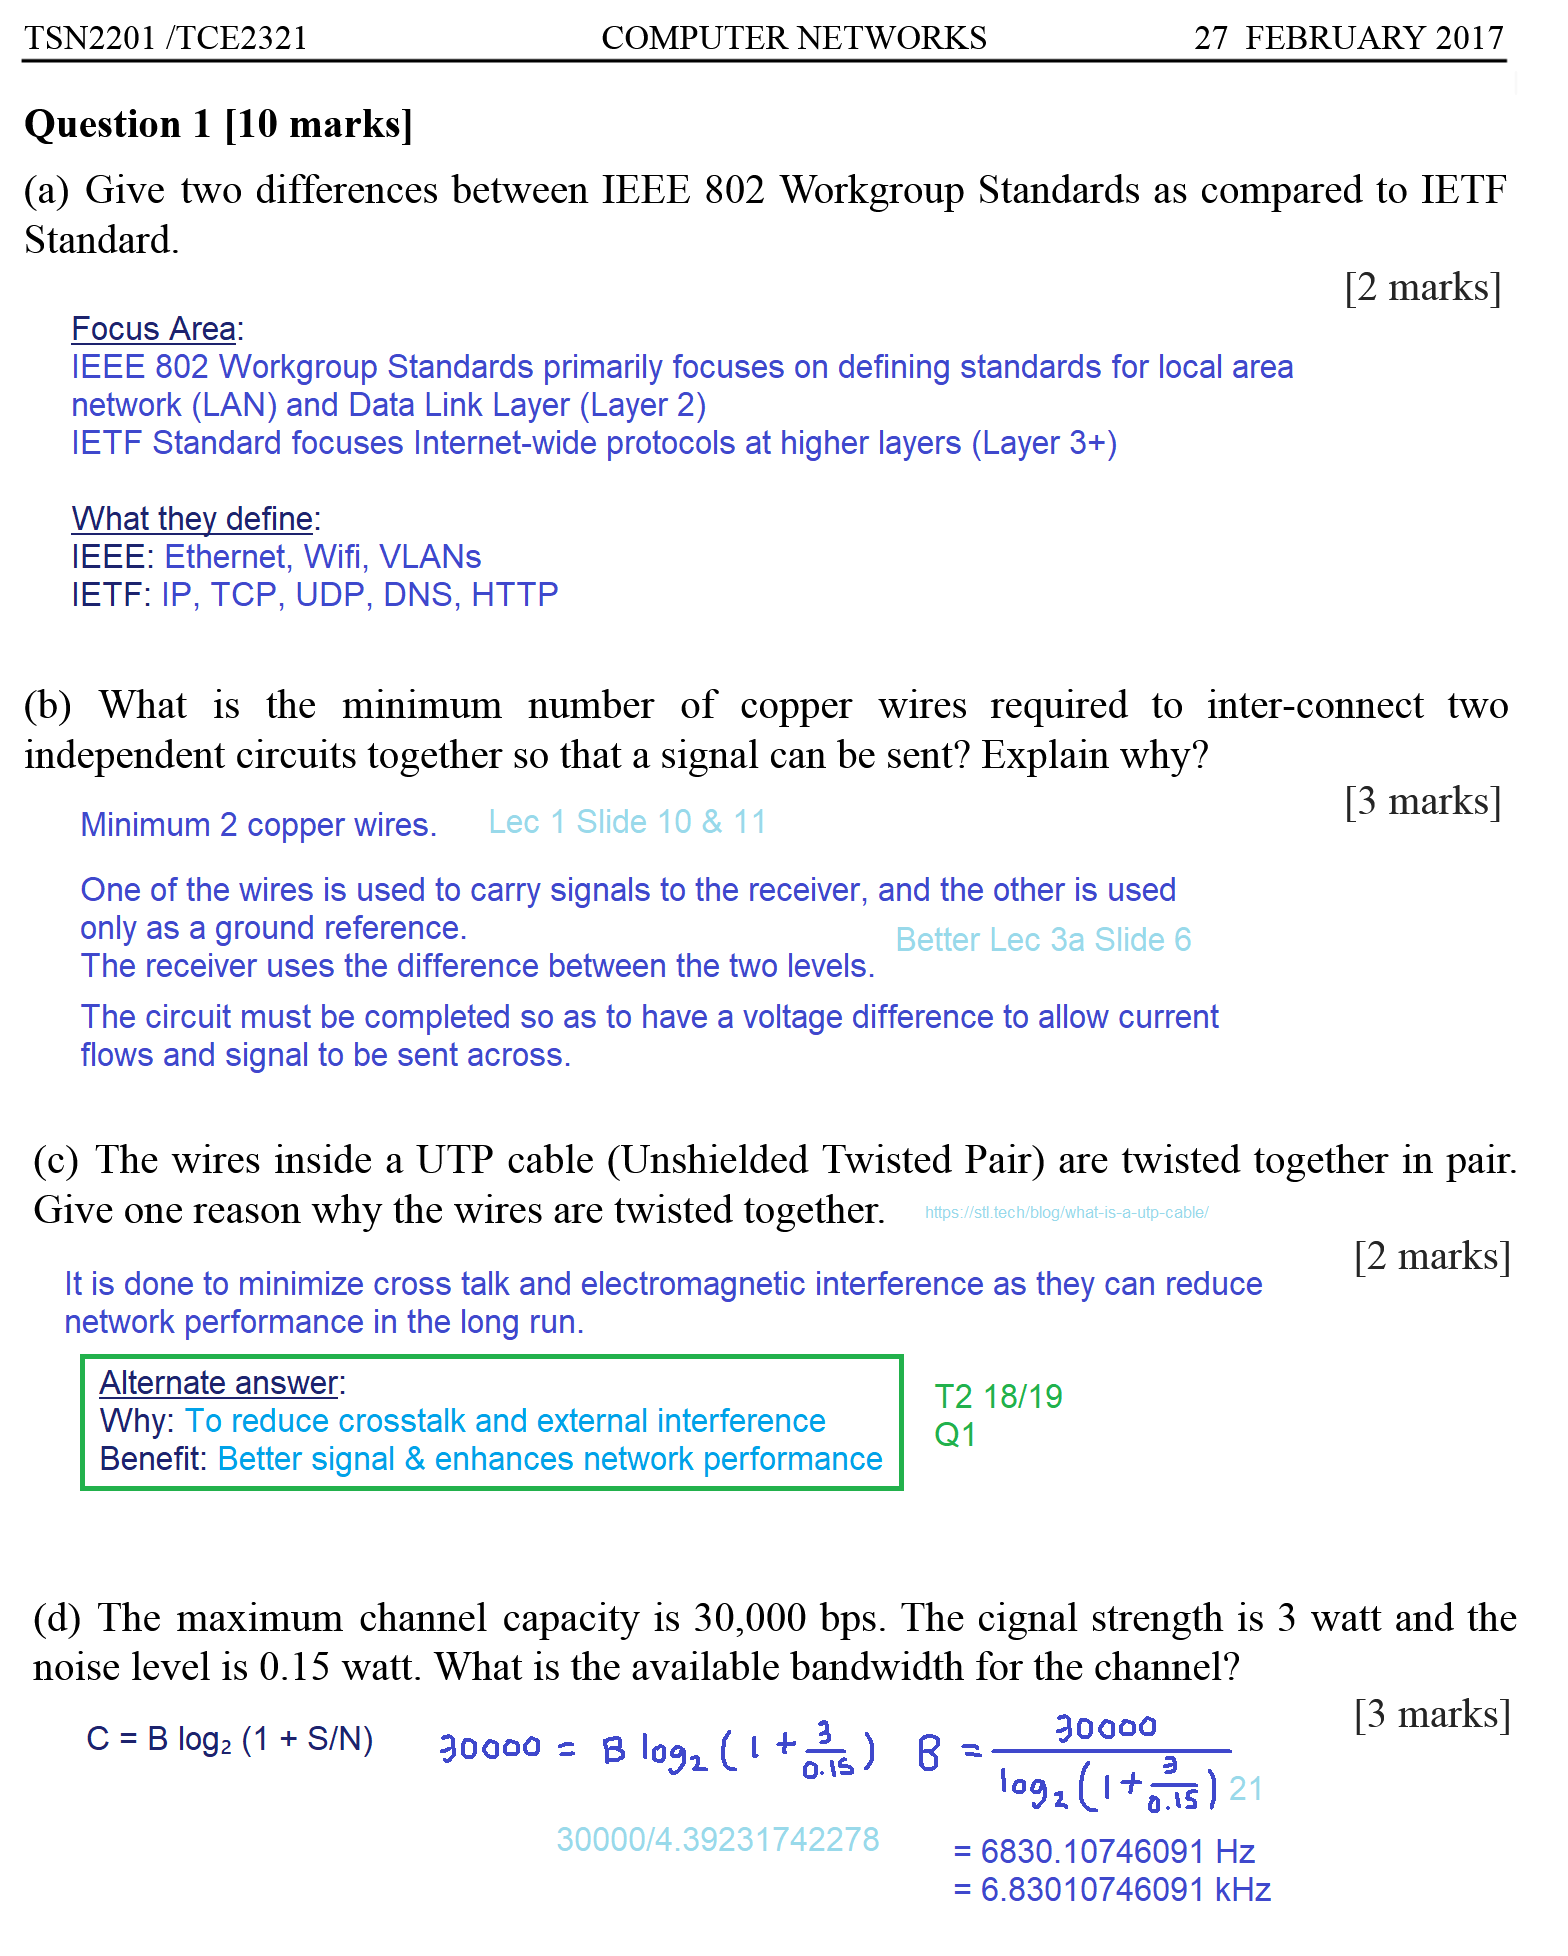 TSN2201 /TCE2321 COMPUTER NETWORKS 27 FEBRUARY 2017
Question 1 [10 marks]
(a) Give two differences between IEEE 802 Workgroup Standards as compared to IETF
Standard.
[2 marks]
Focus Area:
IEEE 802 Workgroup Standards primarily focuses on defining standards for local area
network (LAN) and Data Link Layer (Layer 2)
IETF Standard focuses Internet-wide protocols at higher layers (Layer 3+)
What they define:
IEEE: Ethernet, Wifi, VLANs
IETF: IP, TCP, UDP, DNS, HTTP
(b) What is the minimum number of copper wires required to inter-connect two
independent circuits together so that a signal can be sent? Explain why?
[3 marks]
Minimum 2 copper wires. Lec 1 Slide 10 & 11
One of the wires is used to carry signals to the receiver, and the other is used
only as a ground reference.
Better Lec 3a Slide 6
The receiver uses the difference between the two levels.
The circuit must be completed so as to have a voltage difference to allow current
flows and signal to be sent across.
(c) The wires inside a UTP cable (Unshielded Twisted Pair) are twisted together in pair.
Give one reason why the wires are twisted together. https://stl.tech/blog/what-is-a-utp-cable/
[2 marks]
It is done to minimize cross talk and electromagnetic interference as they can reduce
network performance in the long run.
Alternate answer:
Why: To reduce crosstalk and external interference
Benefit: Better signal & enhances network performance
T2 18/19
Q1
(d) The maximum channel capacity is 30,000 bps. The cignal strength is 3 watt and the
noise level is 0.15 watt. What is the available bandwidth for the channel?
[3 marks]
C = B log₂ (1 + S/N) 30000 = B log₂ (1 + 3/0.15) B = 30000 / log₂ (1 + 3/0.15) 21
30000/4.39231742278
= 6830.10746091 Hz
= 6.83010746091 kHz